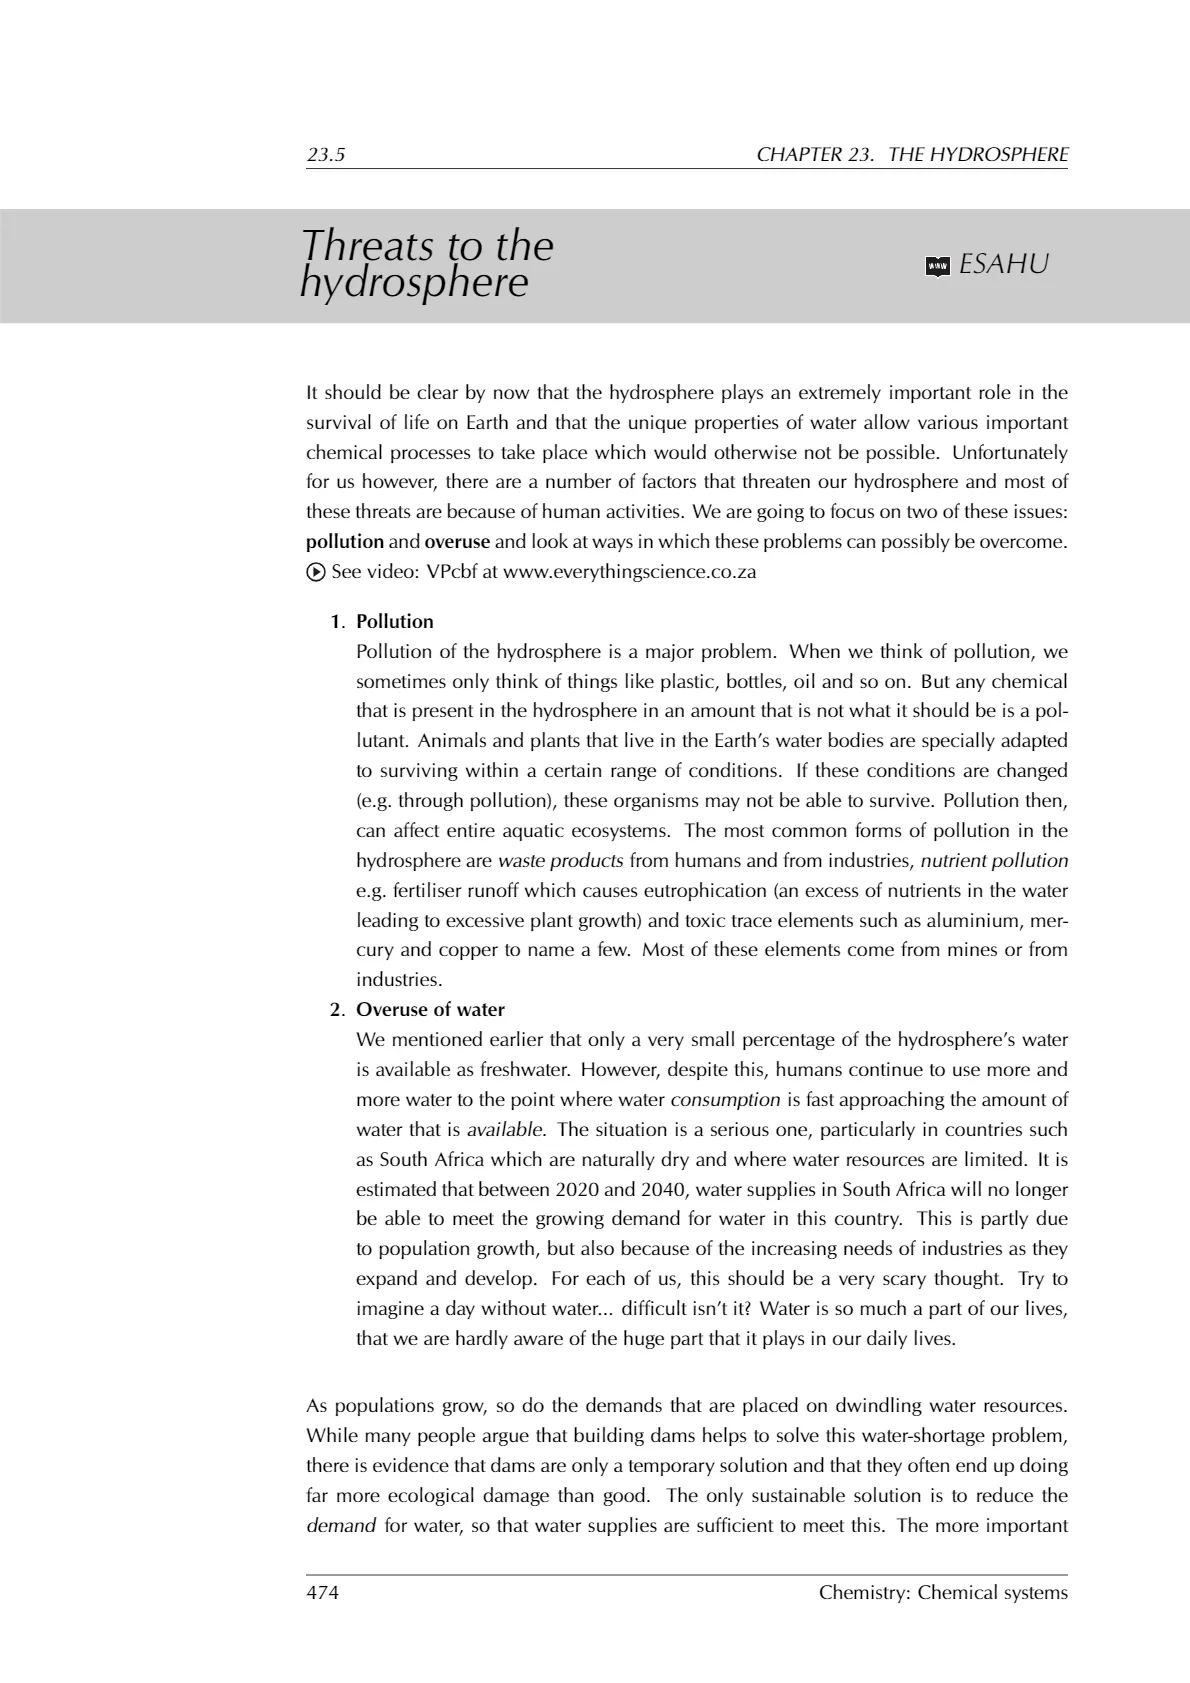 23.5 CHAPTER 23. THE HYDROSPHERE
Threats to the
hydrosphere
www ESAHU
It should be clear by now that the hydrosphere plays an extremely important role in the
survival of life on Earth and that the unique properties of water allow various important
chemical processes to take place which would otherwise not be possible. Unfortunately
for us however, there are a number of factors that threaten our hydrosphere and most of
these threats are because of human activities. We are going to focus on two of these issues:
pollution and overuse and look at ways in which these problems can possibly be overcome.
See video: VPcbf at www.everythingscience.co.za
1. Pollution
Pollution of the hydrosphere is a major problem. When we think of pollution, we
sometimes only think of things like plastic, bottles, oil and so on. But any chemical
that is present in the hydrosphere in an amount that is not what it should be is a pol-
lutant. Animals and plants that live in the Earth's water bodies are specially adapted
to surviving within a certain range of conditions. If these conditions are changed
(e.g. through pollution), these organisms may not be able to survive. Pollution then,
can affect entire aquatic ecosystems. The most common forms of pollution in the
hydrosphere are waste products from humans and from industries, nutrient pollution
e.g. fertiliser runoff which causes eutrophication (an excess of nutrients in the water
leading to excessive plant growth) and toxic trace elements such as aluminium, mer-
cury and copper to name a few. Most of these elements come from mines or from
industries.
2. Overuse of water
We mentioned earlier that only a very small percentage of the hydrosphere's water
is available as freshwater. However, despite this, humans continue to use more and
more water to the point where water consumption is fast approaching the amount of
water that is available. The situation is a serious one, particularly in countries such
as South Africa which are naturally dry and where water resources are limited. It is
estimated that between 2020 and 2040, water supplies in South Africa will no longer
be able to meet the growing demand for water in this country. This is partly due
to population growth, but also because of the increasing needs of industries as they
expand and develop. For each of us, this should be a very scary thought. Try to
imagine a day without water... difficult isn't it? Water is so much a part of our lives,
that we are hardly aware of the huge part that it plays in our daily lives.
As populations grow, so do the demands that are placed on dwindling water resources.
While many people argue that building dams helps to solve this water-shortage problem,
there is evidence that dams are only a temporary solution and that they often end up doing
far more ecological damage than good. The only sustainable solution is to reduce the
demand for water, so that water supplies are sufficient to meet this. The more important
474 Chemistry: Chemical systems